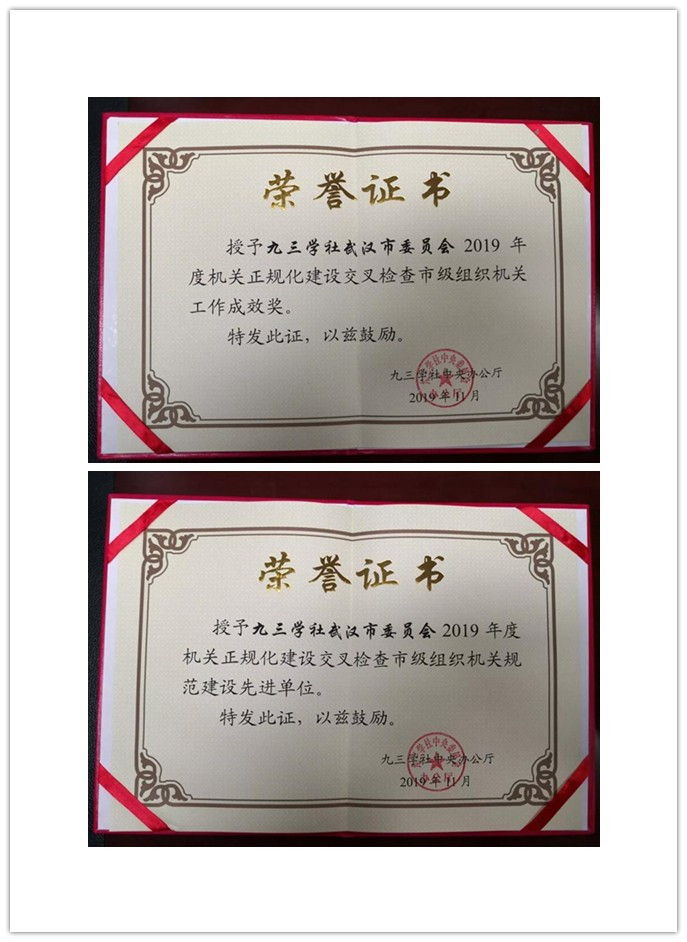 荣誉证书
授予九三学社武汉市委员会 2019 年
度机关正规化建设交叉检查市级组织机关
工作成效奖。
特发此证，以兹鼓励。
九三学社中央办公厅
2019 年 11 月
荣誉证书
授予九三学社武汉市委员会 2019 年度
机关正规化建设交叉检查市级组织机关规
范建设先进单位。
特发此证，以兹鼓励。
九三学社中央办公厅
2019 年 11 月